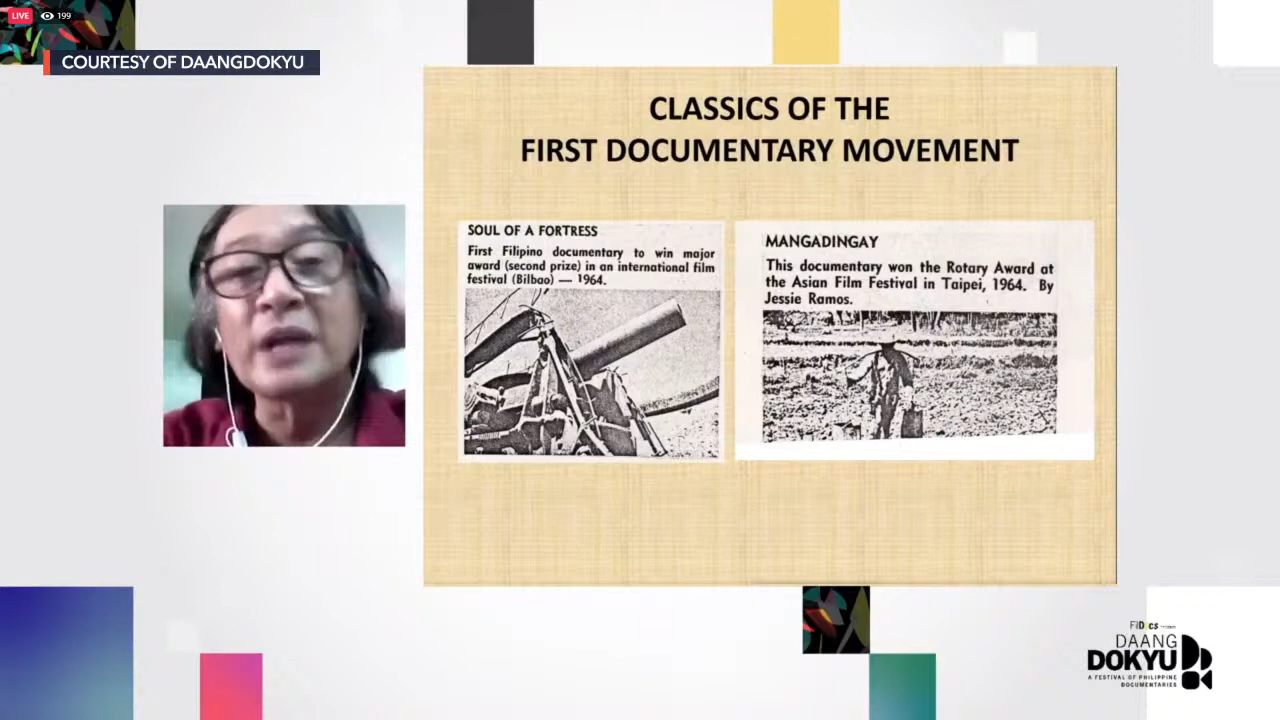 LIVE 199
COURTESY OF DAANGDOKYU
CLASSICS OF THE
FIRST DOCUMENTARY MOVEMENT
SOUL OF A FORTRESS
First Filipino documentary to win major
award (second prize) in an international film
festival (Bilbao) — 1964.
MANGADINGAY
This documentary won the Rotary Award at
the Asian Film Festival in Taipei, 1964. By
Jessie Ramos.
FilDocs
DAANG
DOKYU
A FESTIVAL OF PHILIPPINE
DOCUMENTARIES